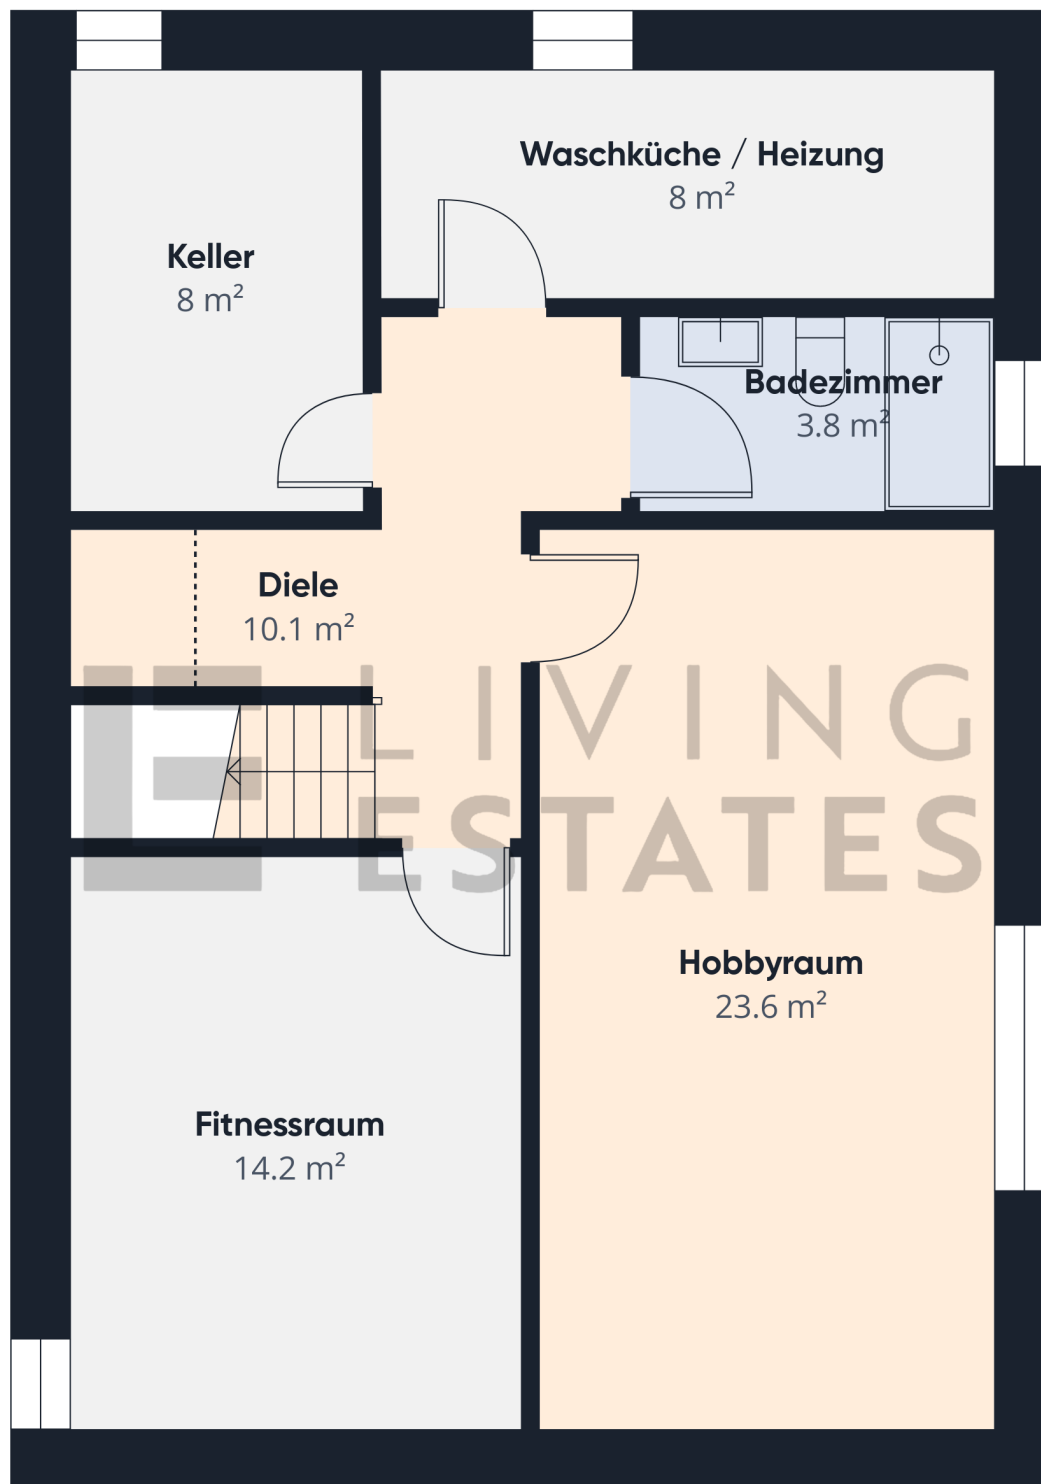 Waschküche / Heizung
8 m²
Keller
8 m²
Badezimmer
3.8 m²
Diele
10.1 m²
LIVING
ESTATES
Hobbyraum
23.6 m²
Fitnessraum
14.2 m²